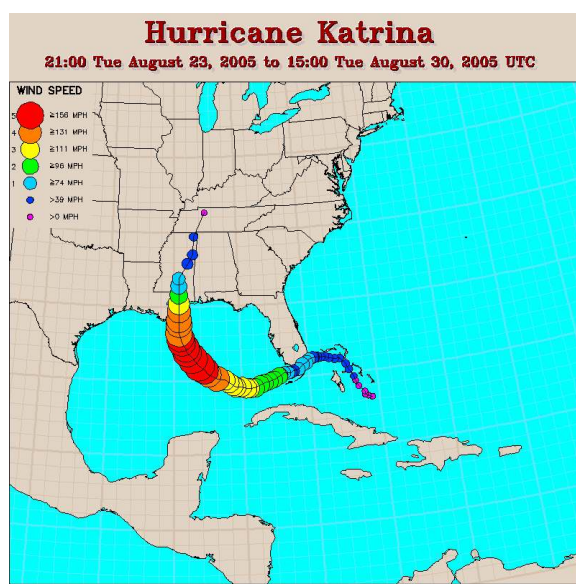 Hurricane Katrina
21:00 Tue August 23, 2005 to 15:00 Tue August 30, 2005 UTC
WIND SPEED
5 ≥156 MPH
4 ≥131 MPH
3 ≥111 MPH
2 ≥96 MPH
1 ≥74 MPH
>39 MPH
>0 MPH